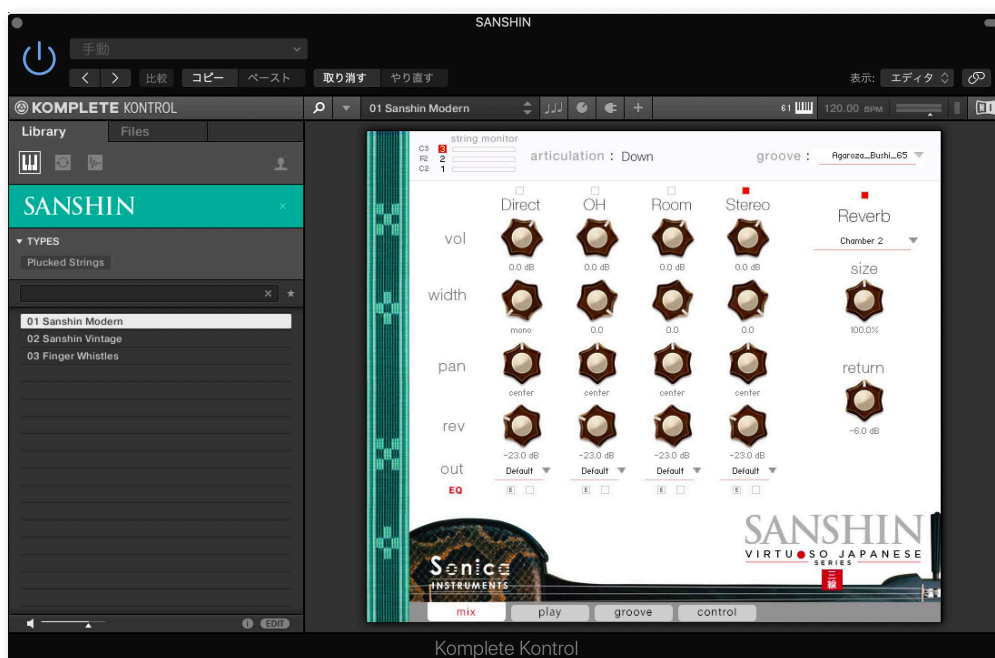 SANSHIN
手動
比較 コピー ペースト 取り消す やり直す 表示: エディタ
KOMPLETE KONTROL
01 Sanshin Modern
61
120.00 BPM
Library Files
SANSHIN
TYPES
Plucked Strings
01 Sanshin Modern
02 Sanshin Vintage
03 Finger Whistles
EDIT
string monitor
C3 3
F2 2
C2 1
articulation : Down
groove : Agaroza_Bushi_65
Direct OH Room Stereo
Reverb
Chamber 2
vol
0.0 dB 0.0 dB 0.0 dB 0.0 dB
size
100.0%
width
mono 0.0 0.0 0.0
pan
center center center center
return
-6.0 dB
rev
-23.0 dB -23.0 dB -23.0 dB -23.0 dB
out Default Default Default Default
EQ E E E E
Sonica
INSTRUMENTS
SANSHIN
VIRTUOSO JAPANESE
SERIES
三線
mix play groove control
Komplete Kontrol